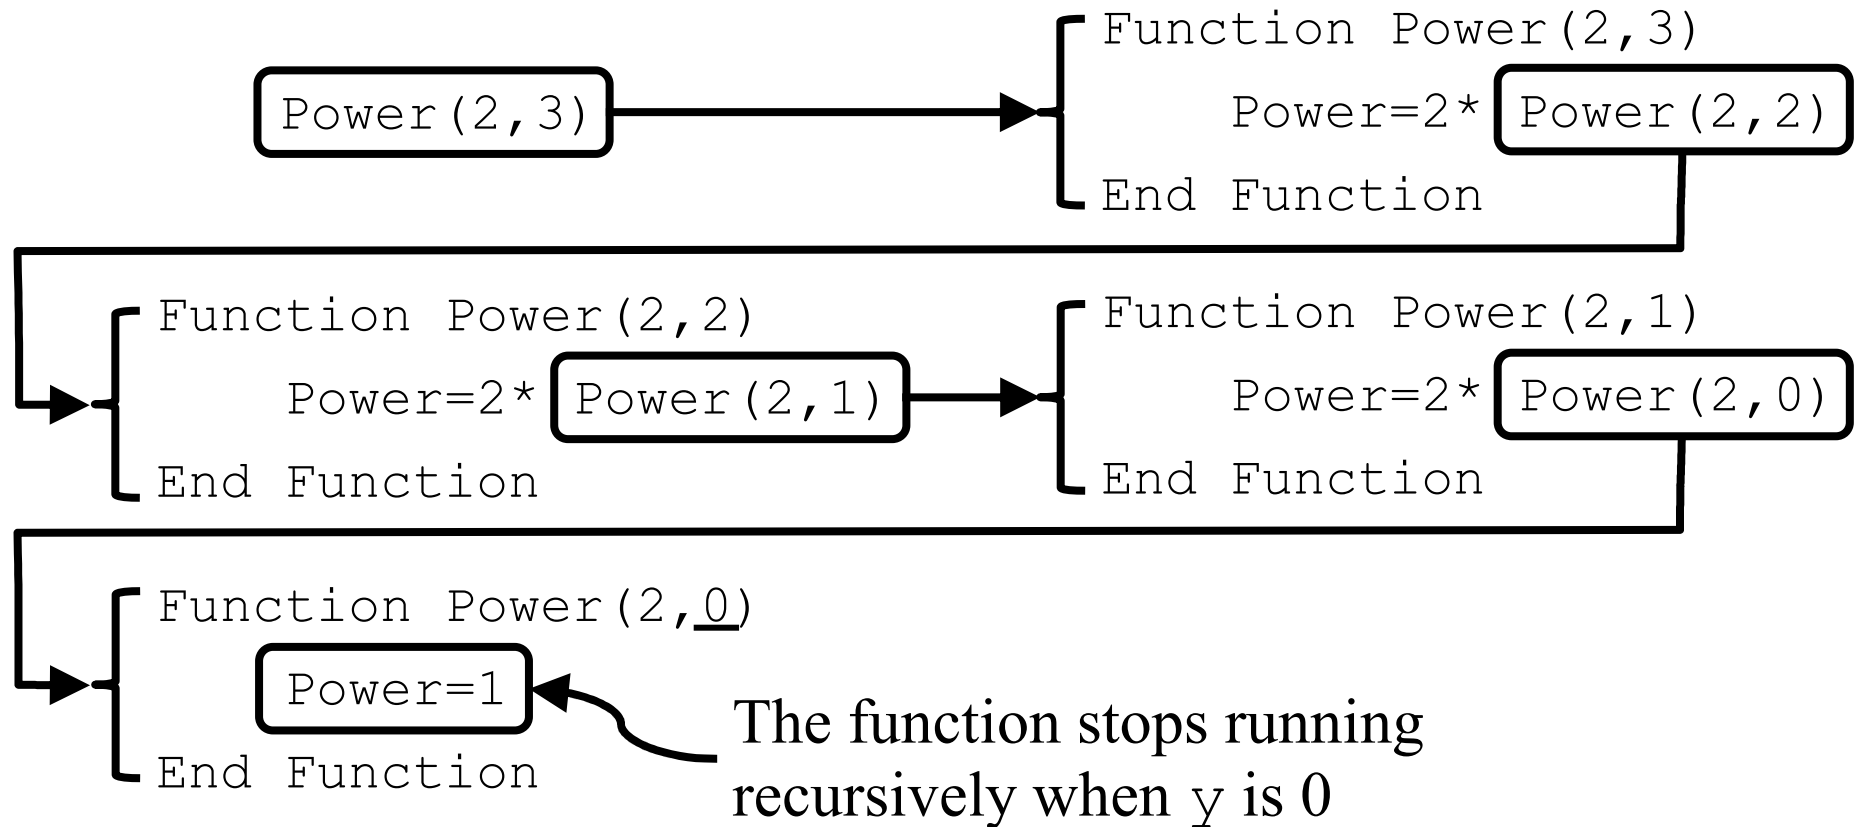 Power(2,3)
Function Power(2,3)
Power=2* Power(2,2)
End Function
Function Power(2,2)
Power=2* Power(2,1)
End Function
Function Power(2,1)
Power=2* Power(2,0)
End Function
Function Power(2,0)
Power=1
End Function
The function stops running
recursively when y is 0